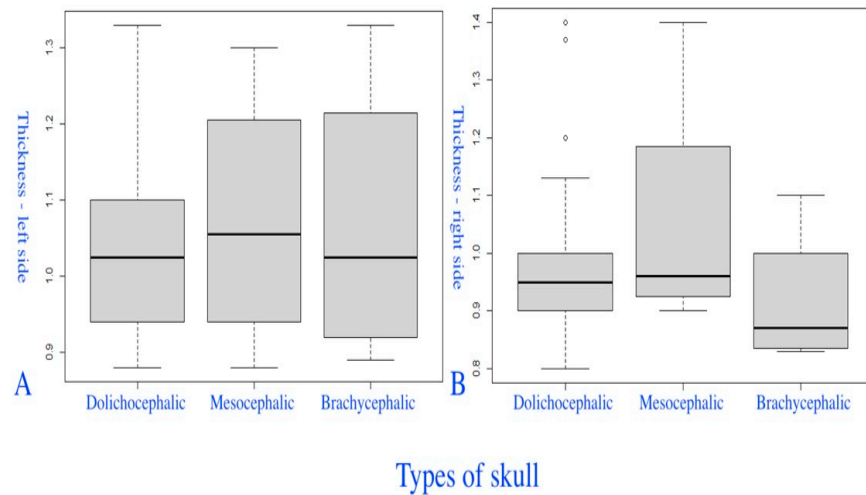 Thickness - left side
1.3
1.2
1.1
1.0
0.9
A
Dolichocephalic
Mesocephalic
Brachycephalic
Thickness - right side
1.4
1.3
1.2
1.1
1.0
0.9
0.8
B
Dolichocephalic
Mesocephalic
Brachycephalic
Types of skull